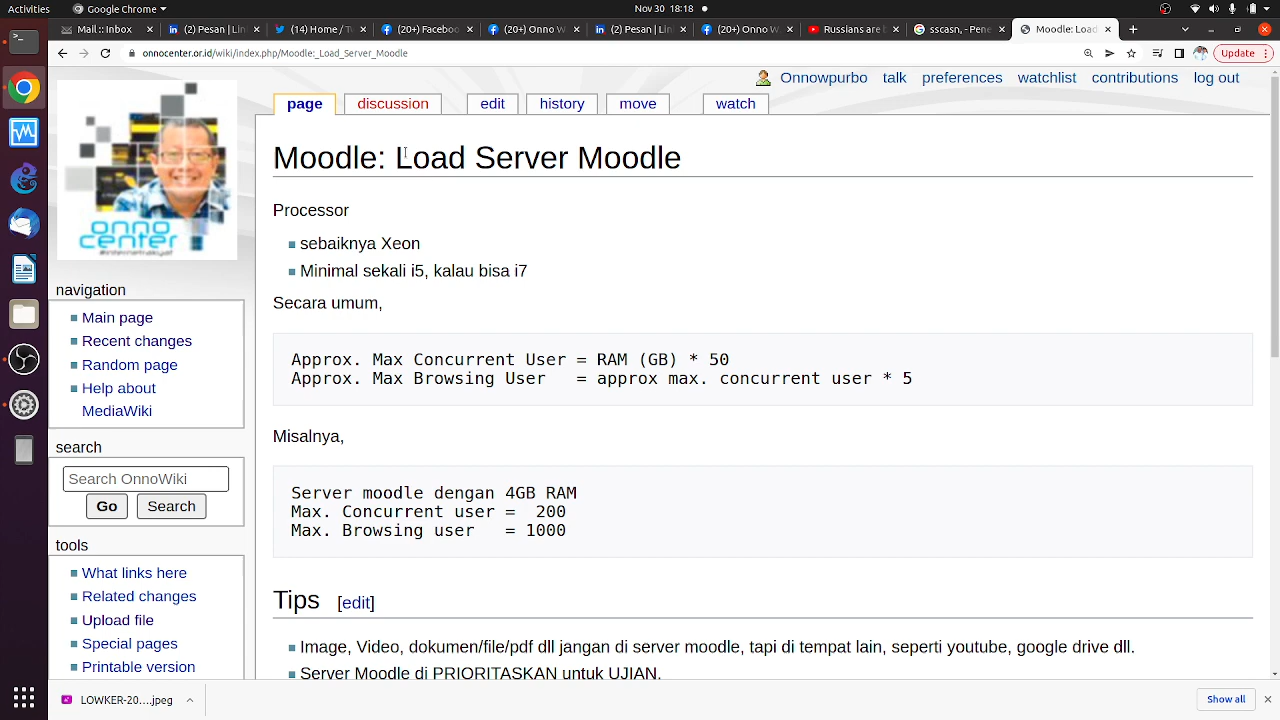 Activities
Google Chrome
Nov 30 18:18
Mail :: Inbox
(2) Pesan | Lin
(14) Home / Tw
(20+) Faceboo
(20+) Onno W
(2) Pesan | Lin
(20+) Onno W
Russians are b
sscasn, - Pene
Moodle: Load
onnocenter.or.id/wiki/index.php/Moodle:_Load_Server_Moodle
Update
Onnowpurbo talk preferences watchlist contributions log out
page discussion edit history move watch
onno
center
#internetrakyat
navigation
Main page
Recent changes
Random page
Help about
MediaWiki
search
Search OnnoWiki
Go Search
tools
What links here
Related changes
Upload file
Special pages
Printable version
Moodle: Load Server Moodle
Processor
sebaiknya Xeon
Minimal sekali i5, kalau bisa i7
Secara umum,
Approx. Max Concurrent User = RAM (GB) * 50
Approx. Max Browsing User = approx max. concurrent user * 5
Misalnya,
Server moodle dengan 4GB RAM
Max. Concurrent user = 200
Max. Browsing user = 1000
Tips [edit]
Image, Video, dokumen/file/pdf dll jangan di server moodle, tapi di tempat lain, seperti youtube, google drive dll.
Server Moodle di PRIORITASKAN untuk UJIAN.
LOWKER-20....jpeg
Show all